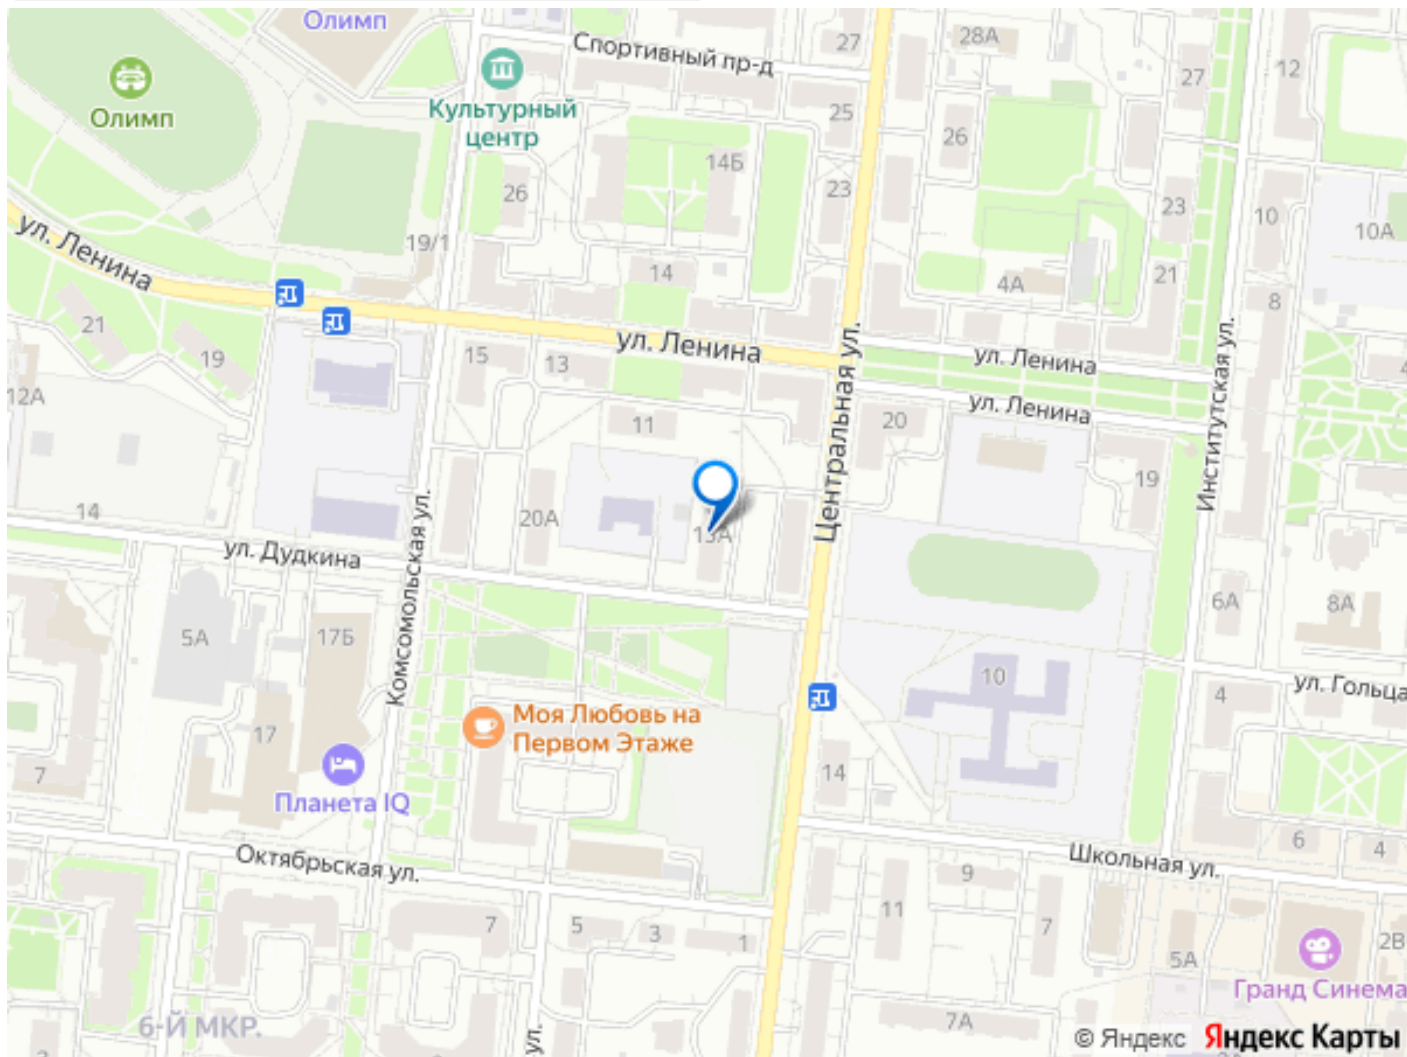 Олимп
27
28А
Спортивный пр-д
27
12
Олимп
Культурный
центр
25
26
14Б
26
23
23
10
10А
ул. Ленина
19/1
14
4А
21
8
21
19
15
13
ул. Ленина
ул. Ленина
12А
11
ул. Ленина
20
Центральная ул.
Институтская ул.
19
14
20А
13А
ул. Дудкина
Комсомольская ул.
5А
17Б
6А
8А
10
4
ул. Гольца
Моя Любовь на
Первом Этаже
17
7
14
Планета IQ
Октябрьская ул.
Школьная ул.
6
4
9
7
5
3
1
11
7
5А
2В
Гранд Синема
6-Й МКР.
ул.
7А
© Яндекс Яндекс Карты